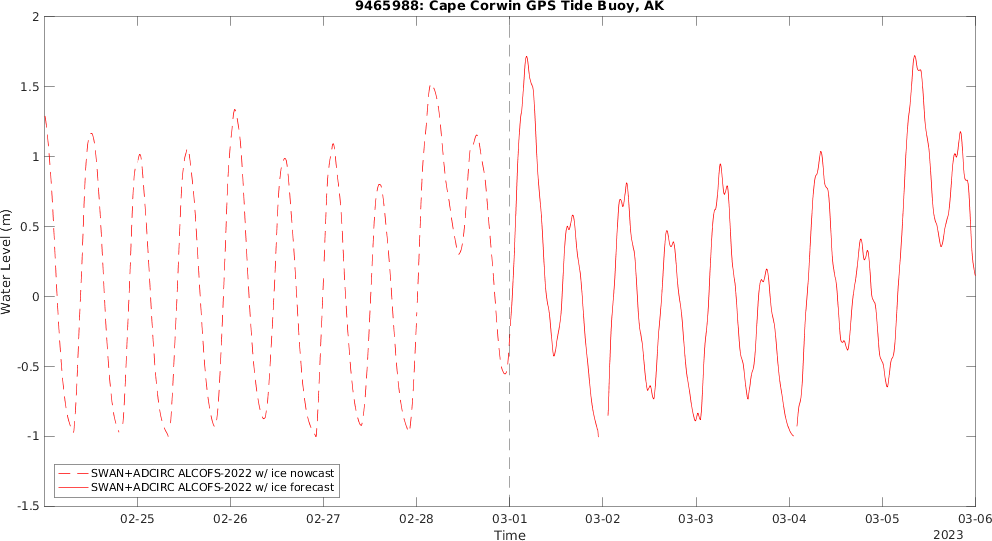 9465988: Cape Corwin GPS Tide Buoy, AK
2
1.5
1
0.5
0
-0.5
-1
-1.5
Water Level (m)
SWAN+ADCIRC ALCOFS-2022 w/ ice nowcast
SWAN+ADCIRC ALCOFS-2022 w/ ice forecast
02-25 02-26 02-27 02-28 03-01 03-02 03-03 03-04 03-05 03-06
Time
2023